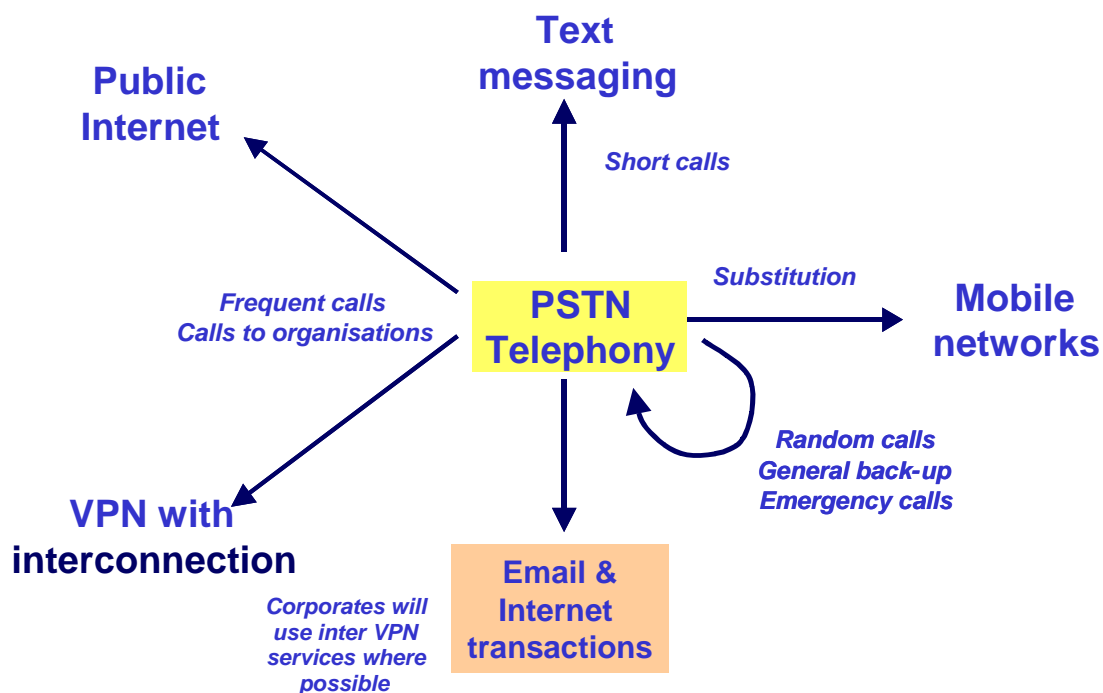 Text
messaging
Public
Internet
Short calls
Substitution
PSTN
Telephony
Mobile
networks
Frequent calls
Calls to organisations
Random calls
General back-up
Emergency calls
VPN with
interconnection
Email &
Internet
transactions
Corporates will
use inter VPN
services where
possible